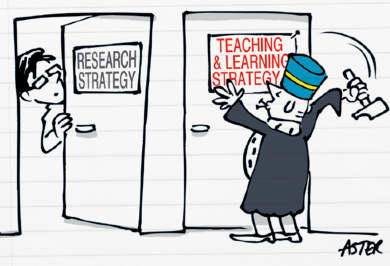 RESEARCH
STRATEGY
TEACHING
& LEARNING
STRATEGY
ASTER